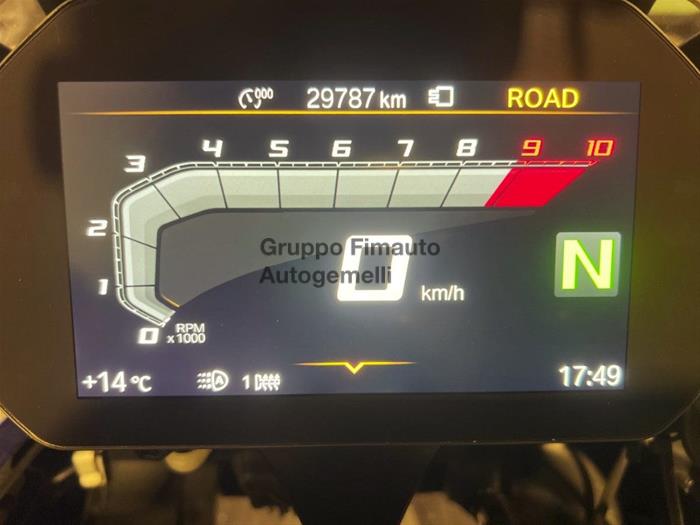 000 29787 km ROAD
0 1 2 3 4 5 6 7 8 9 10
RPM
x1000
Gruppo Fimauto
Autogemelli
0 km/h
N
+14 °C A 1 17:49